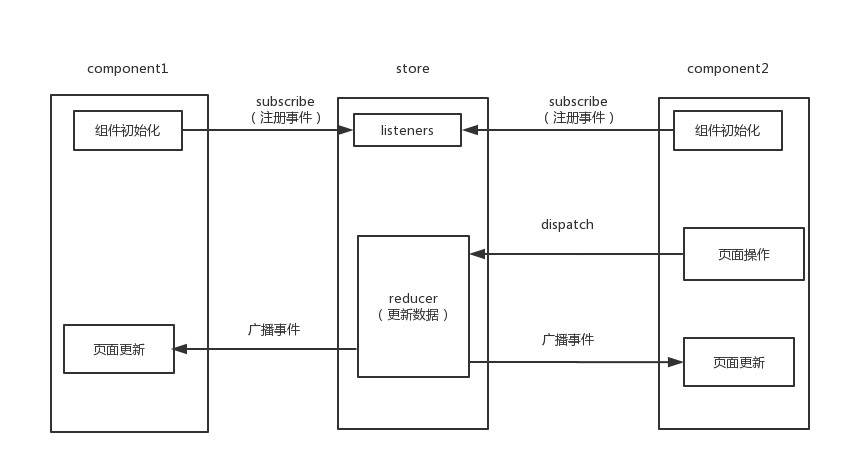 component1
store
component2
subscribe
（注册事件）
subscribe
（注册事件）
组件初始化
listeners
组件初始化
dispatch
页面操作
reducer
（更新数据）
广播事件
广播事件
页面更新
页面更新